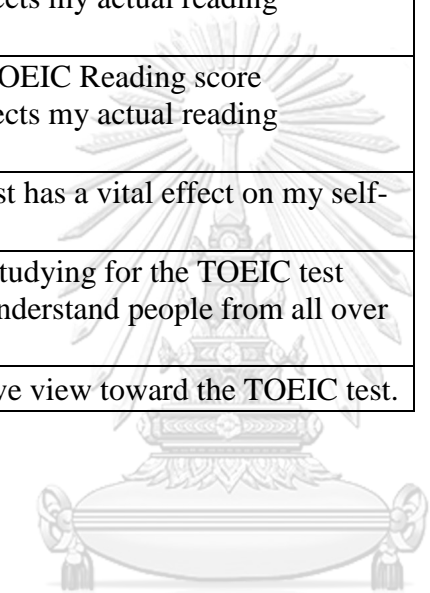 ects my actual reading
OEIC Reading score
ects my actual reading
st has a vital effect on my self-
tudying for the TOEIC test
nderstand people from all over
ve view toward the TOEIC test.